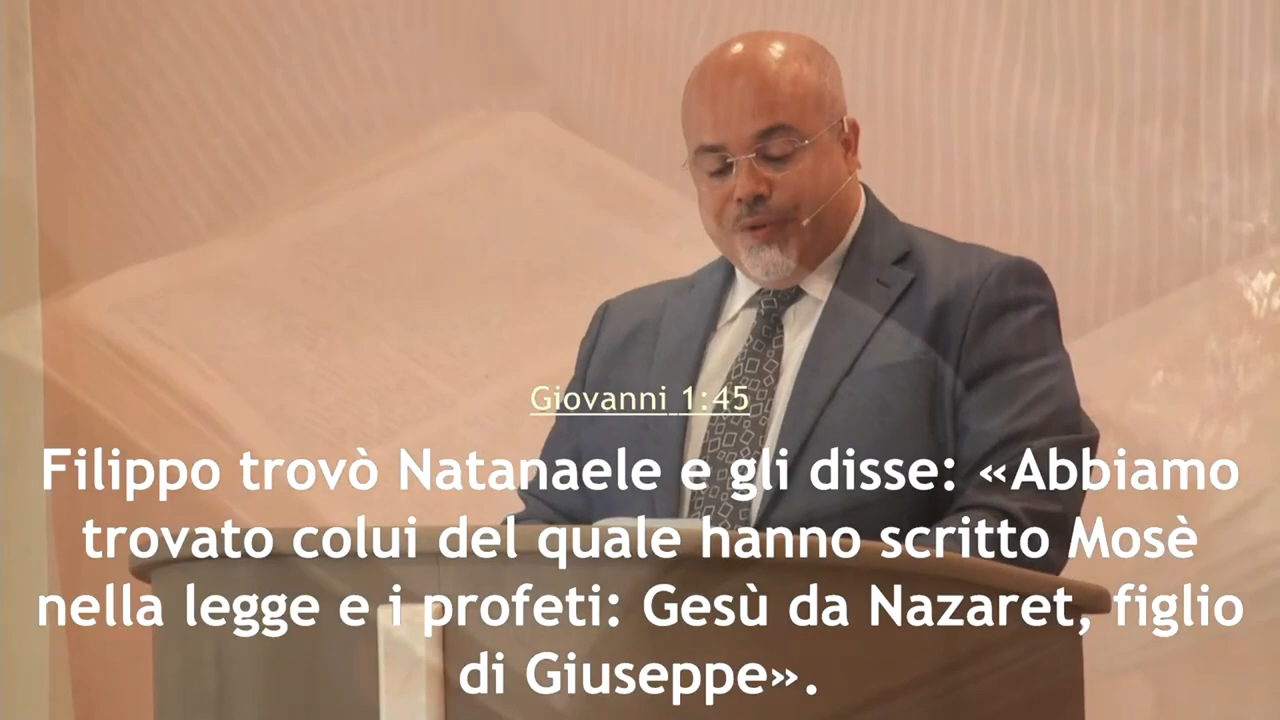 Giovanni 1:45
Filippo trovò Natanaele e gli disse: «Abbiamo
trovato colui del quale hanno scritto Mosè
nella legge e i profeti: Gesù da Nazaret, figlio
di Giuseppe».